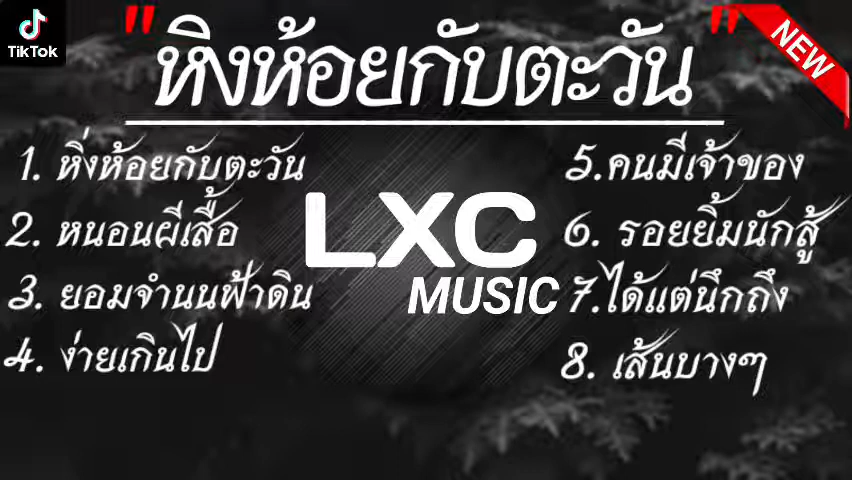 TikTok
"หิงห้อยกับตะวัน"
NEW
1. หิ่งห้อยกับตะวัน
2. หนอนผีเสื้อ
3. ยอมจำนนฟ้าดิน
4. ง่ายเกินไป
LXC
MUSIC
5.คนมีเจ้าของ
6. รอยยิ้มนักสู้
7.ได้แต่นึกถึง
8. เส้นบางๆ